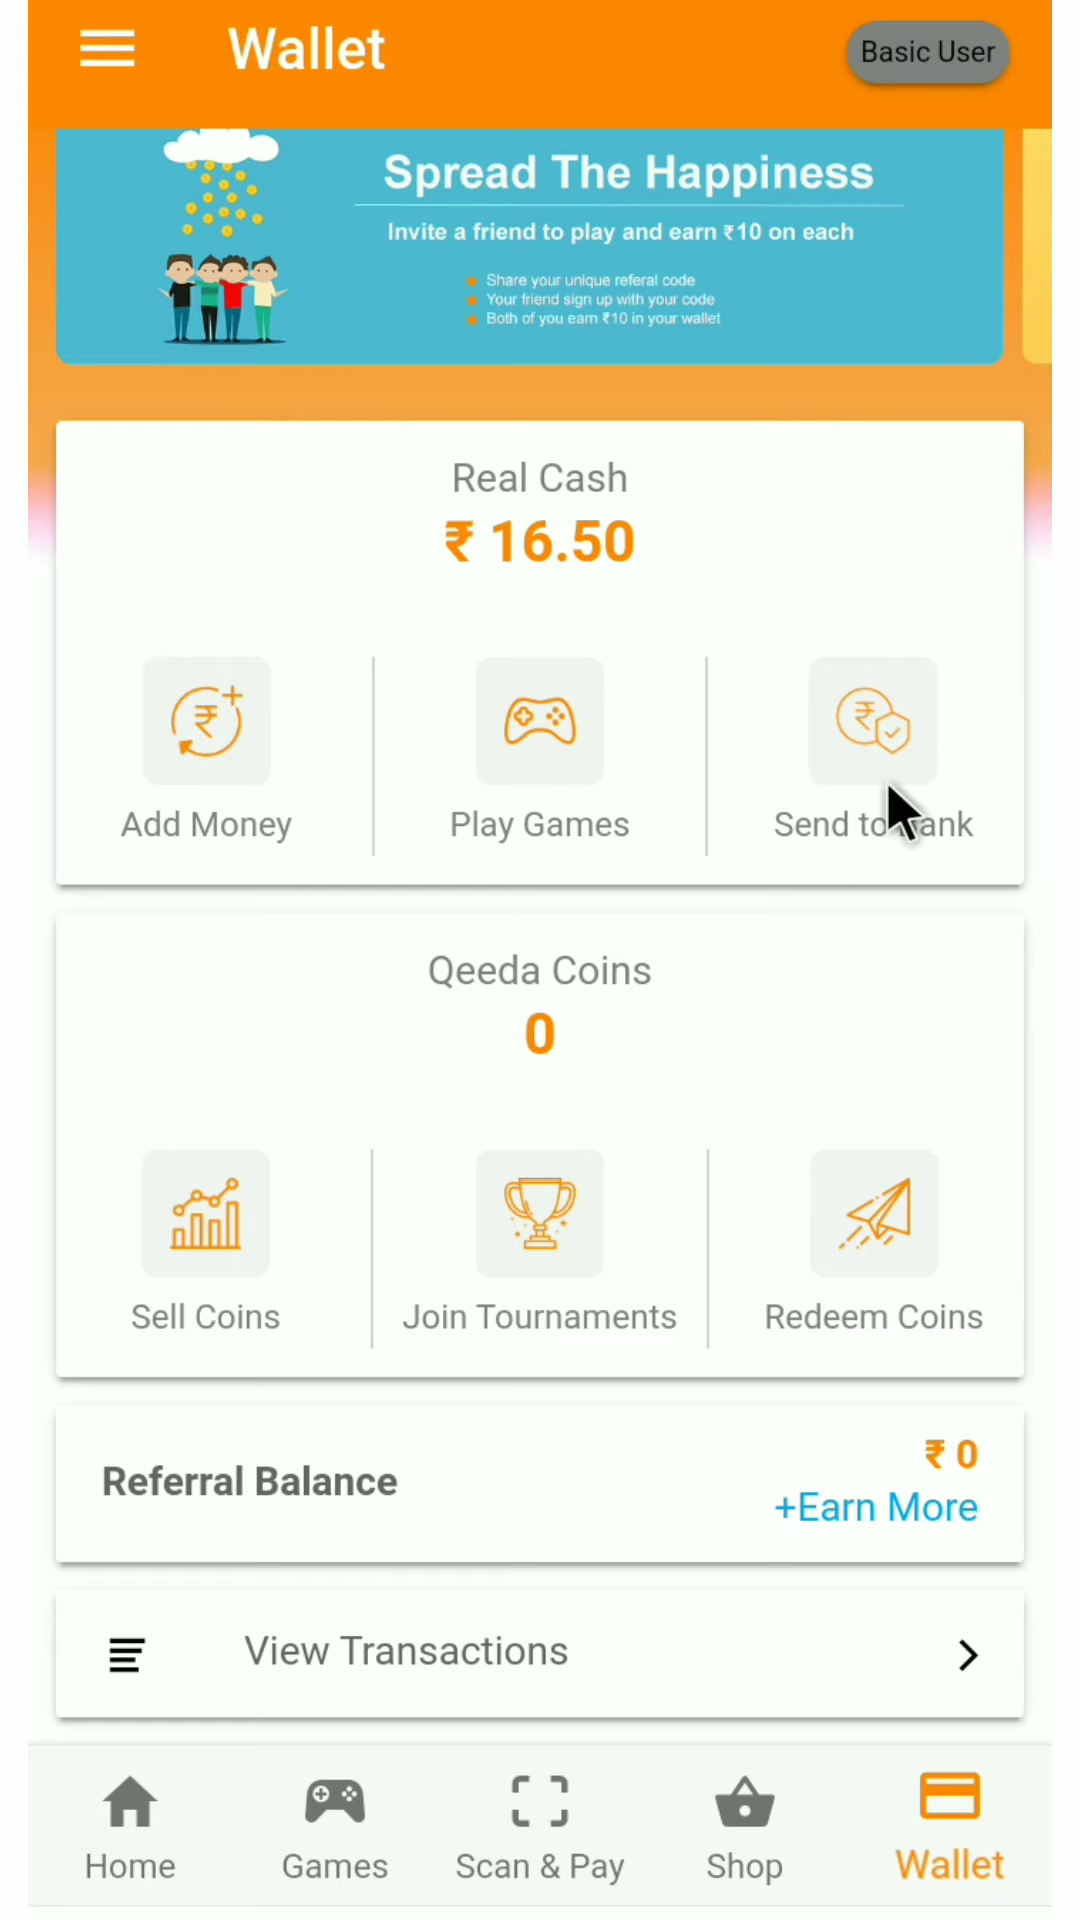 Wallet
Basic User
Spread The Happiness
Invite a friend to play and earn ₹10 on each
Share your unique referal code
Your friend sign up with your code
Both of you earn ₹10 in your wallet
Real Cash
₹ 16.50
Add Money
Play Games
Send to ank
Qeeda Coins
0
Sell Coins
Join Tournaments
Redeem Coins
Referral Balance
₹ 0
+Earn More
View Transactions
Home
Games
Scan & Pay
Shop
Wallet